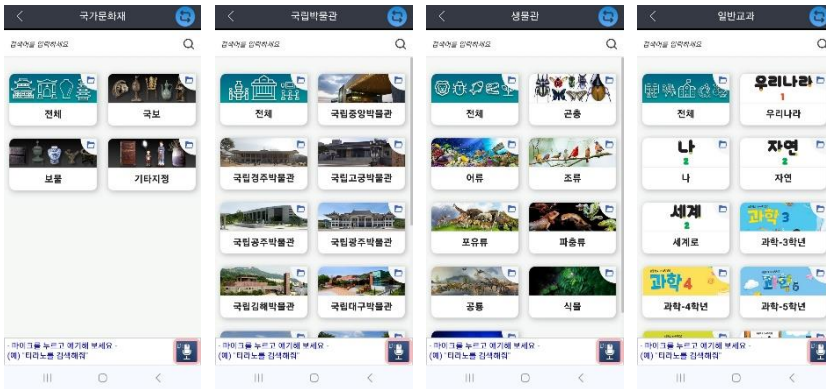 국가문화재
검색어를 입력하세요
전체
국보
보물
기타지정
- 마이크를 누르고 얘기해 보세요 -
(예) "티라노를 검색해줘"
국립박물관
검색어를 입력하세요
전체
국립중앙박물관
국립경주박물관
국립고궁박물관
국립공주박물관
국립광주박물관
국립김해박물관
국립대구박물관
- 마이크를 누르고 얘기해 보세요 -
(예) "티라노를 검색해줘"
생물관
검색어를 입력하세요
전체
곤충
어류
조류
포유류
파충류
공룡
식물
- 마이크를 누르고 얘기해 보세요 -
(예) "티라노를 검색해줘"
일반교과
검색어를 입력하세요
전체
우리나라
1
우리나라
나
2
나
자연
2
자연
세계
2
세계로
과학 3
과학-3학년
과학 4
과학-4학년
과학 5
과학-5학년
- 마이크를 누르고 얘기해 보세요 -
(예) "티라노를 검색해줘"